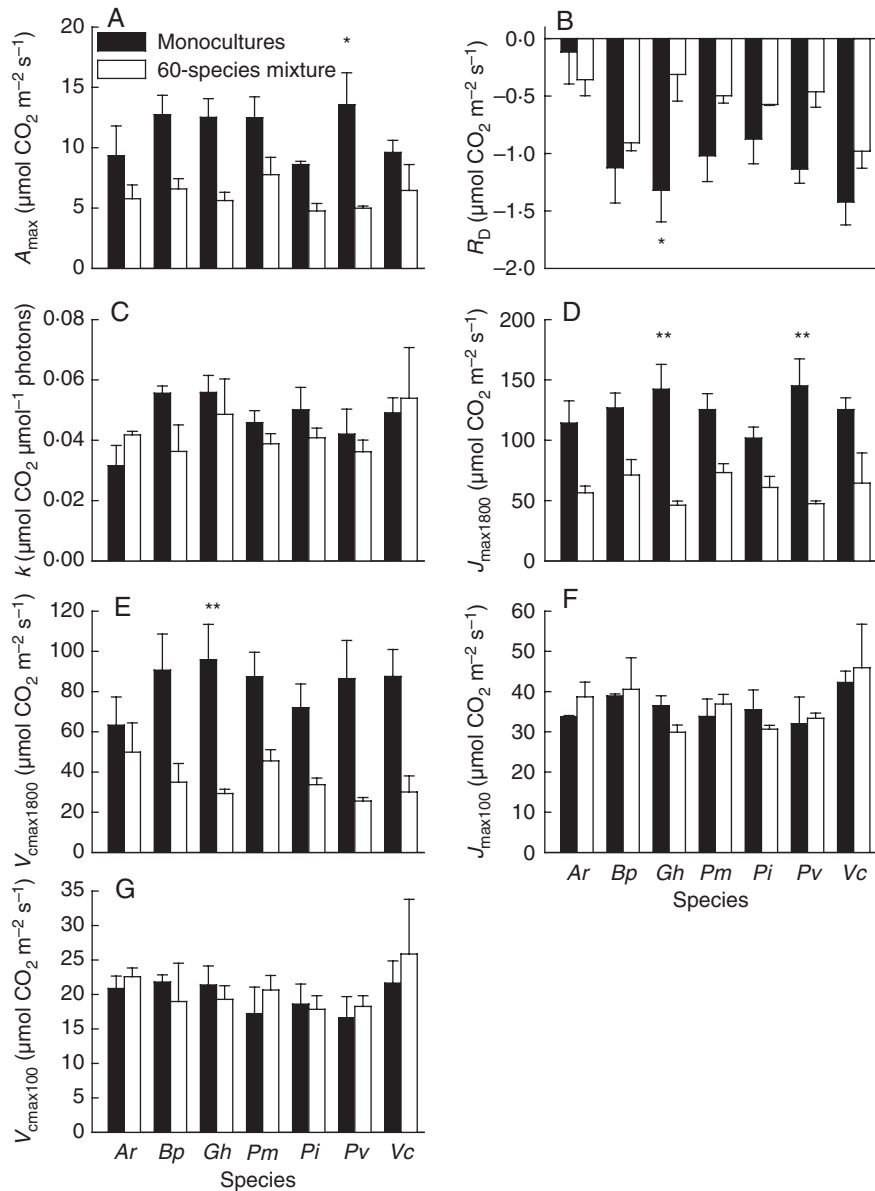 A
20
15
10
5
0
Amax (µmol CO2 m–2 s–1)
Monocultures
60-species mixture
*
B
0·0
–0·5
–1·0
–1·5
–2·0
RD (µmol CO2 m–2 s–1)
*
C
0·08
0·06
0·04
0·02
0·00
k (µmol CO2 µmol–1 photons)
D
200
150
100
50
0
Jmax1800 (µmol CO2 m–2 s–1)
**
**
E
120
100
80
60
40
20
0
Vcmax1800 (µmol CO2 m–2 s–1)
**
F
60
50
40
30
20
10
0
Jmax100 (µmol CO2 m–2 s–1)
Ar Bp Gh Pm Pi Pv Vc
Species
G
35
30
25
20
15
10
5
0
Vcmax100 (µmol CO2 m–2 s–1)
Ar Bp Gh Pm Pi Pv Vc
Species